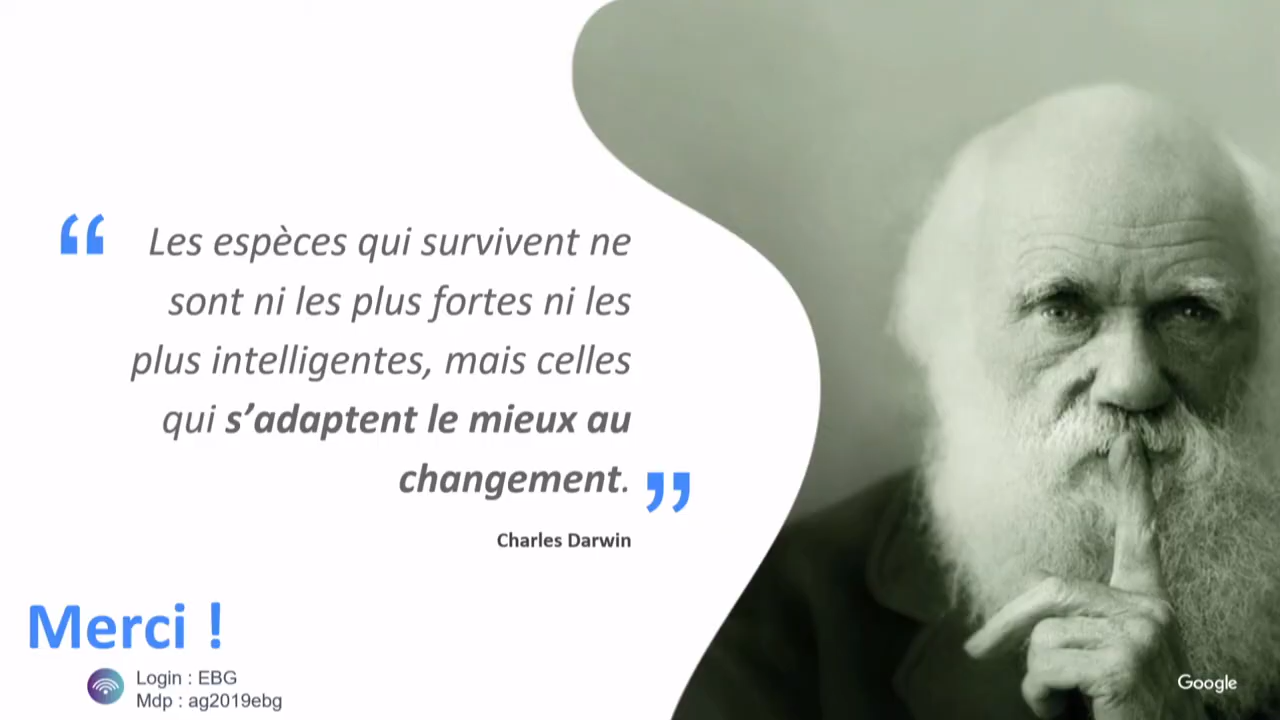 “ Les espèces qui survivent ne
sont ni les plus fortes ni les
plus intelligentes, mais celles
qui s’adaptent le mieux au
changement. ”
Charles Darwin
Merci !
Login : EBG
Mdp : ag2019ebg
Google